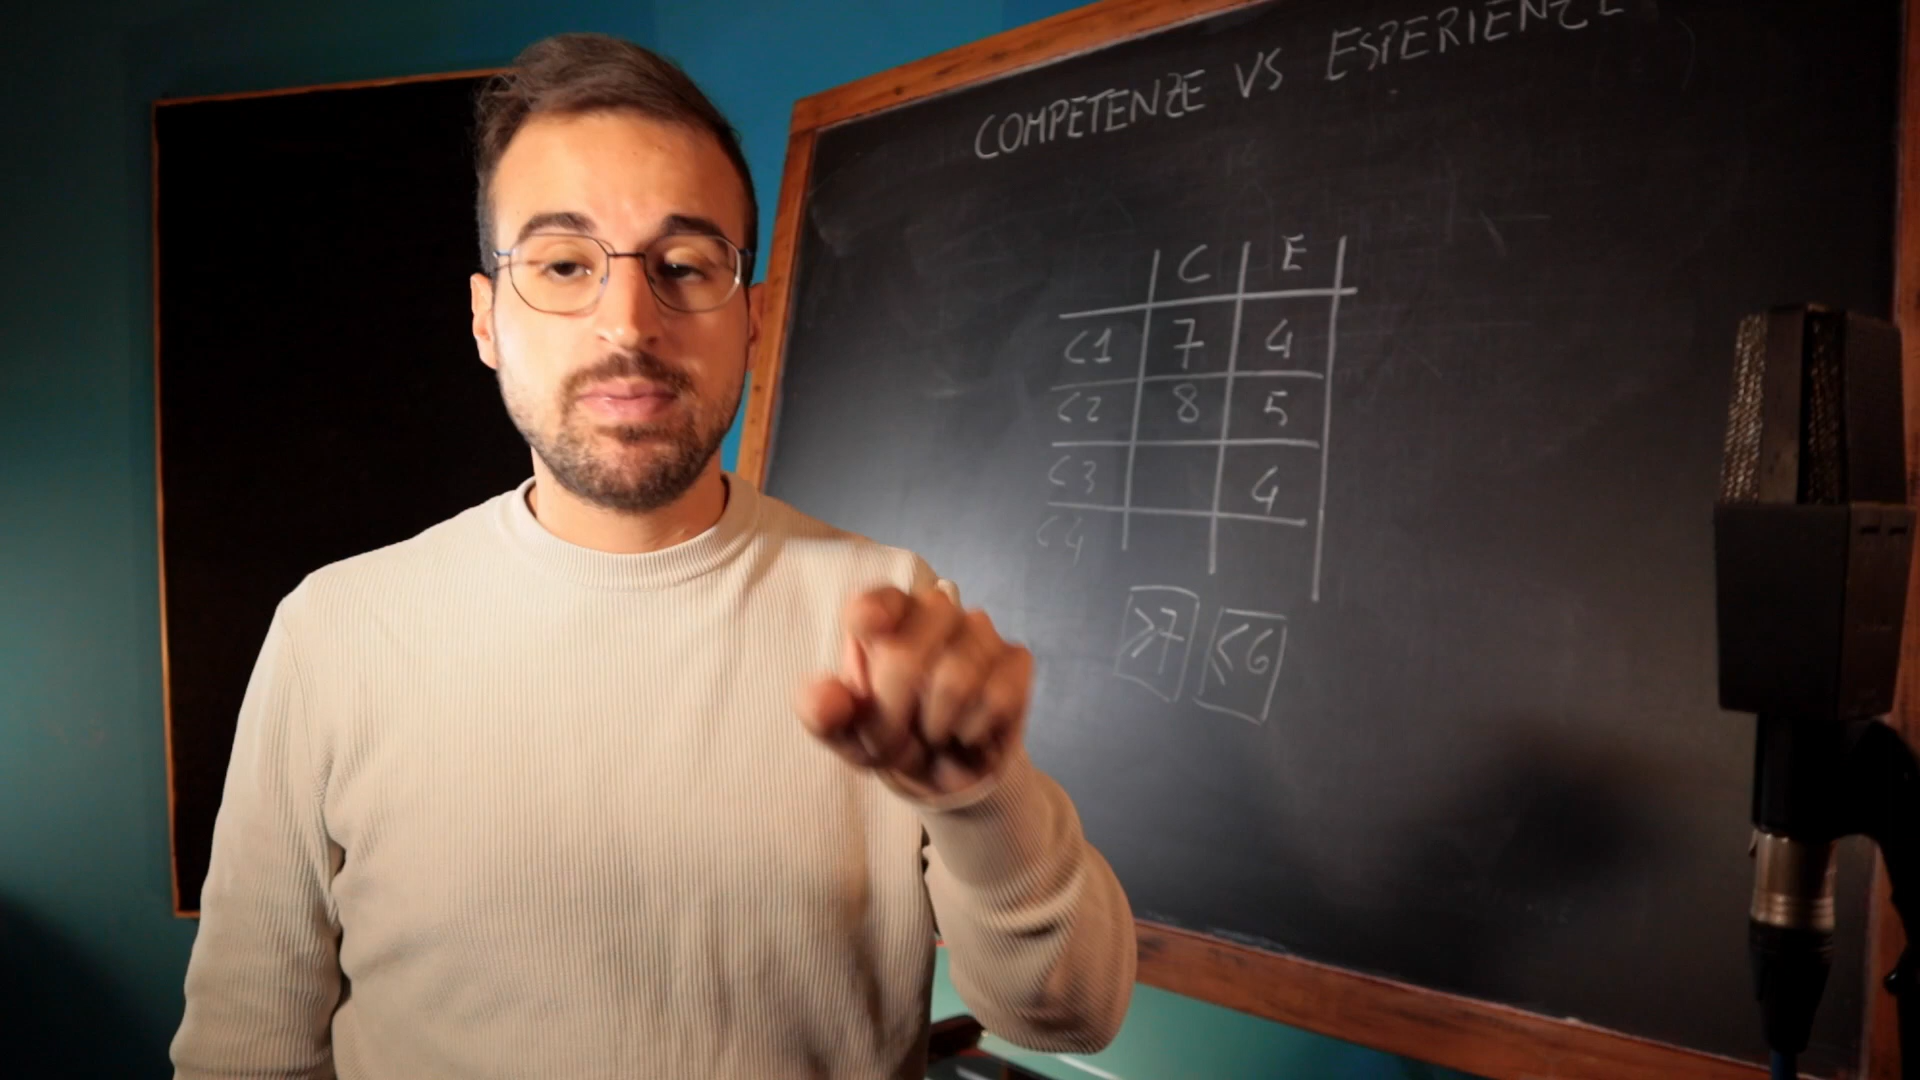 COMPETENZE VS ESPERIENZE
C E
C1 7 4
C2 8 5
C3 4
C4
≥7 ≤6